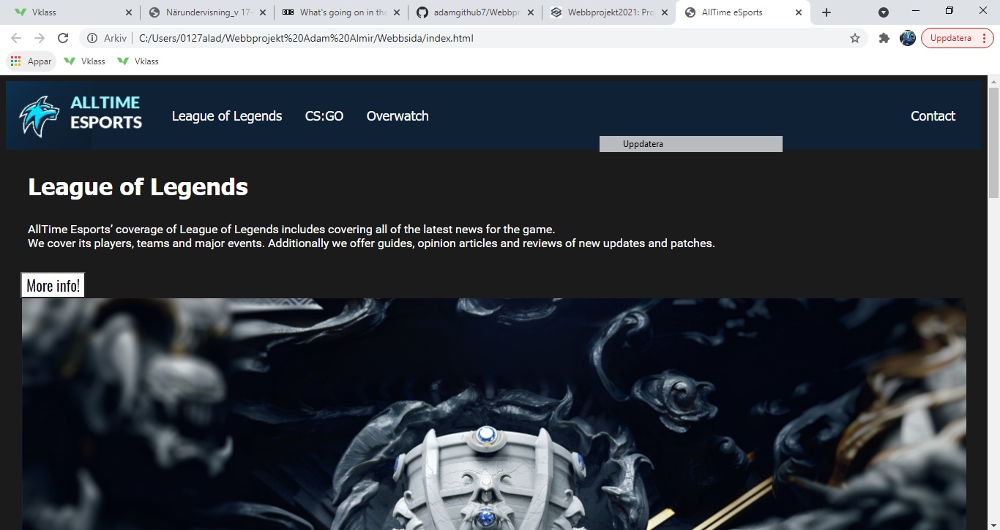 Vklass
Närundervisning_v 17-
BBC What's going on in the
adamgithub7/Webbpr
Webbprojekt2021: Pro
AllTime eSports
Arkiv
C:/Users/0127alad/Webbprojekt%20Adam%20Almir/Webbsida/index.html
Uppdatera
Appar
Vklass
Vklass
ALLTIME
ESPORTS
League of Legends
CS:GO
Overwatch
Contact
Uppdatera
League of Legends
AllTime Esports’ coverage of League of Legends includes covering all of the latest news for the game.
We cover its players, teams and major events. Additionally we offer guides, opinion articles and reviews of new updates and patches.
More info!